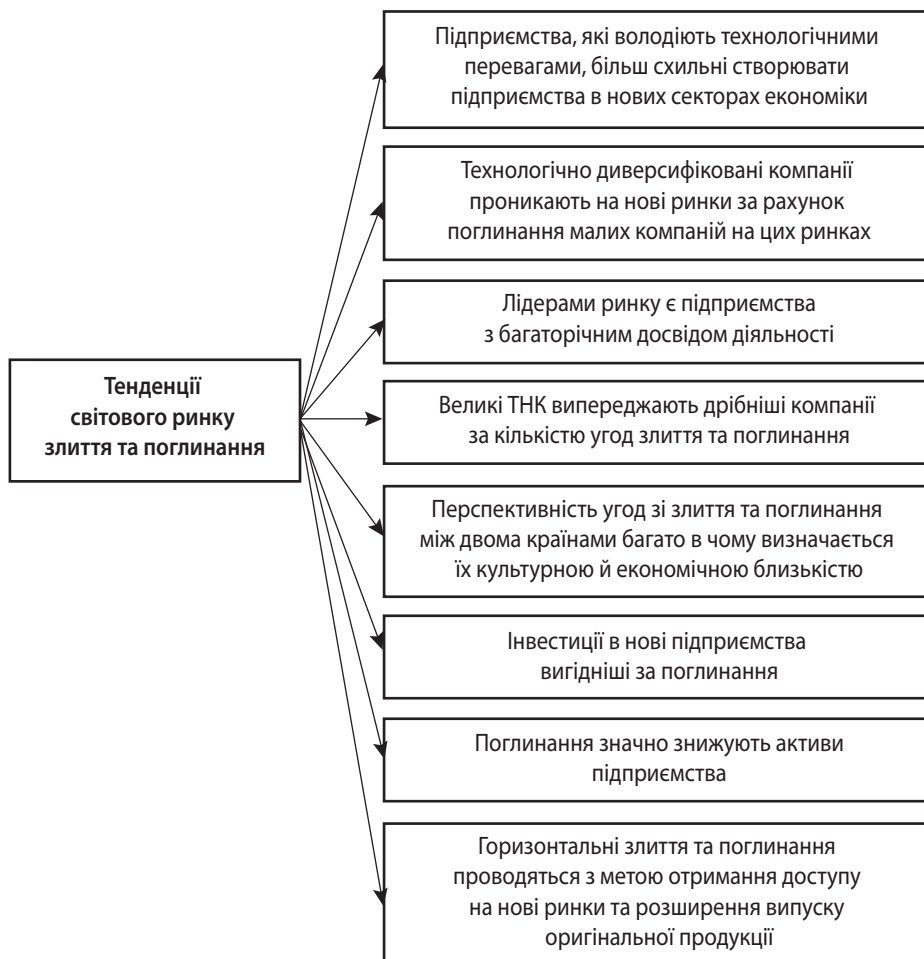 Підприємства, які володіють технологічними
перевагами, більш схильні створювати
підприємства в нових секторах економіки
Технологічно диверсифіковані компанії
проникають на нові ринки за рахунок
поглинання малих компаній на цих ринках
Лідерами ринку є підприємства
з багаторічним досвідом діяльності
Тенденції
світового ринку
злиття та поглинання
Великі ТНК випереджають дрібніші компанії
за кількістю угод злиття та поглинання
Перспективність угод зі злиття та поглинання
між двома країнами багато в чому визначається
їх культурною й економічною близькістю
Інвестиції в нові підприємства
вигідніші за поглинання
Поглинання значно знижують активи
підприємства
Горизонтальні злиття та поглинання
проводяться з метою отримання доступу
на нові ринки та розширення випуску
оригінальної продукції